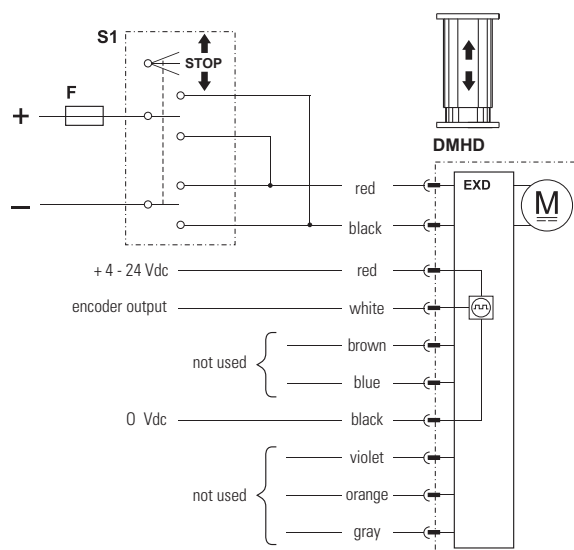 S1
STOP
F
+
–
DMHD
EXD
M
red
black
+ 4 - 24 Vdc red
encoder output white
not used brown
blue
0 Vdc black
not used violet
orange
gray